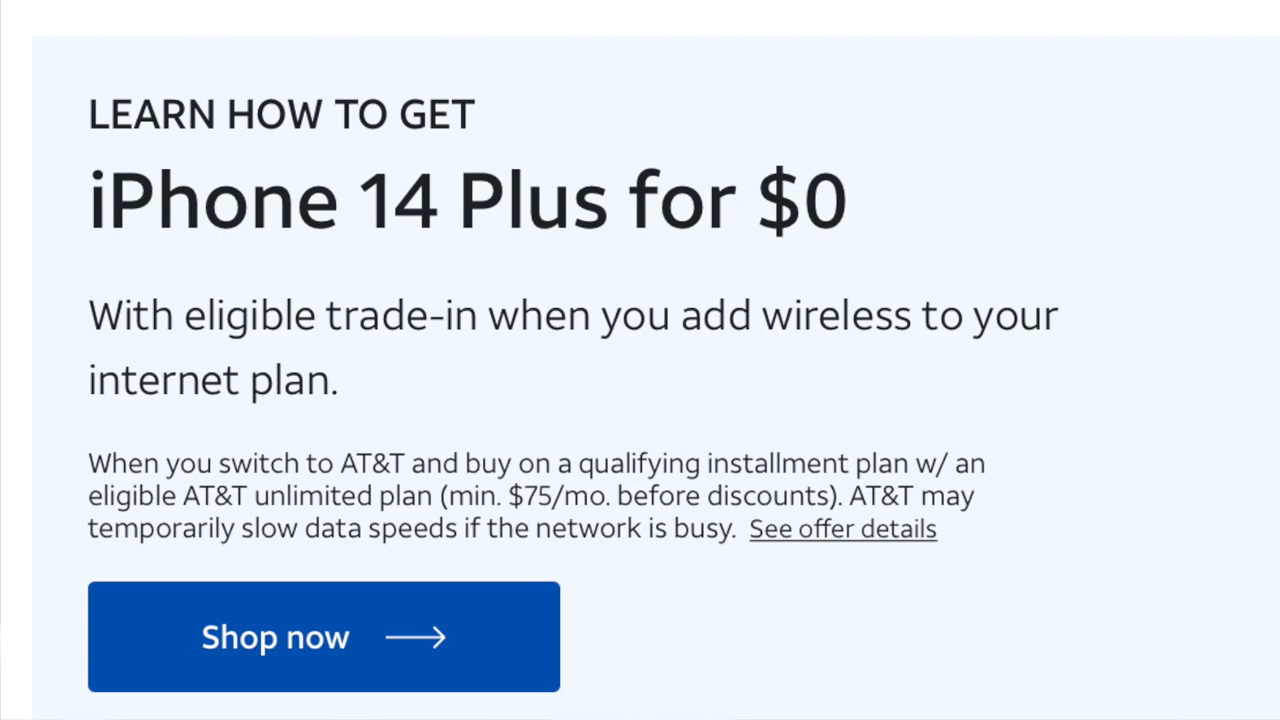 LEARN HOW TO GET
iPhone 14 Plus for $0
With eligible trade-in when you add wireless to your
internet plan.
When you switch to AT&T and buy on a qualifying installment plan w/ an
eligible AT&T unlimited plan (min. $75/mo. before discounts). AT&T may
temporarily slow data speeds if the network is busy. See offer details
Shop now